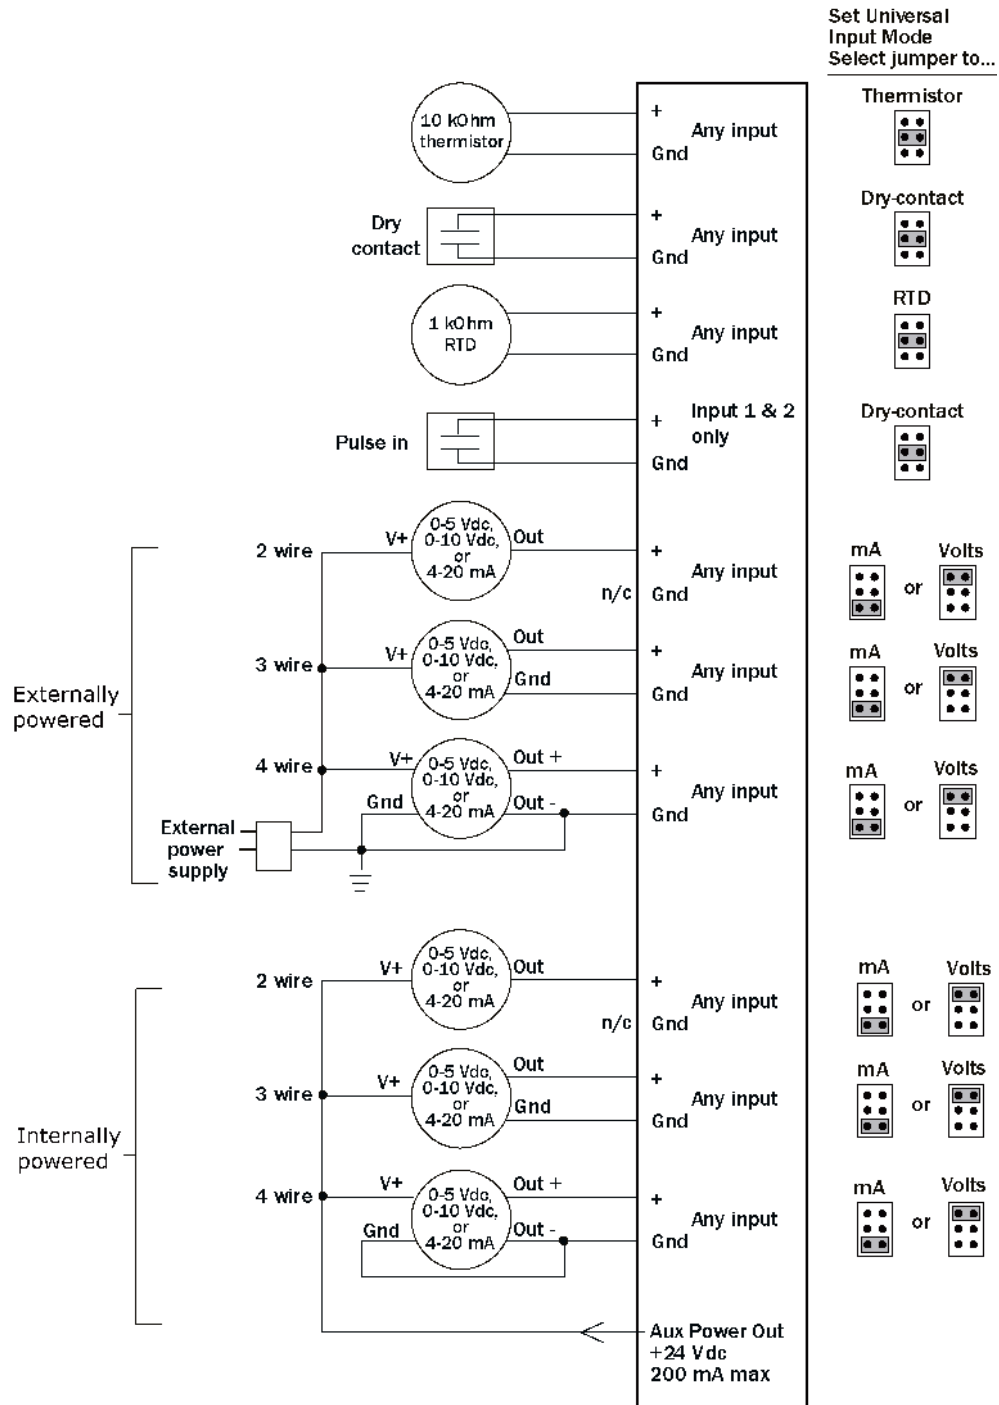 Set Universal
Input Mode
Select jumper to...
Thermistor
10 kOhm
thermistor
+
Any input
Gnd
Dry-contact
Dry
contact
+
Any input
Gnd
RTD
1 kOhm
RTD
+
Any input
Gnd
Dry-contact
Pulse in
+
Input 1 & 2
only
Gnd
Externally
powered
2 wire
V+
0-5 Vdc,
0-10 Vdc,
or
4-20 mA
Out
+
n/c
Gnd
Any input
mA
or
Volts
3 wire
V+
0-5 Vdc,
0-10 Vdc,
or
4-20 mA
Out
Gnd
+
Any input
Gnd
mA
or
Volts
4 wire
V+
Gnd
0-5 Vdc,
0-10 Vdc,
or
4-20 mA
Out +
Out -
+
Any input
Gnd
mA
or
Volts
External
power
supply
Internally
powered
2 wire
V+
0-5 Vdc,
0-10 Vdc,
or
4-20 mA
Out
+
n/c
Gnd
Any input
mA
or
Volts
3 wire
V+
0-5 Vdc,
0-10 Vdc,
or
4-20 mA
Out
Gnd
+
Any input
Gnd
mA
or
Volts
4 wire
V+
Gnd
0-5 Vdc,
0-10 Vdc,
or
4-20 mA
Out +
Out -
+
Any input
Gnd
mA
or
Volts
Aux Power Out
+24 Vdc
200 mA max